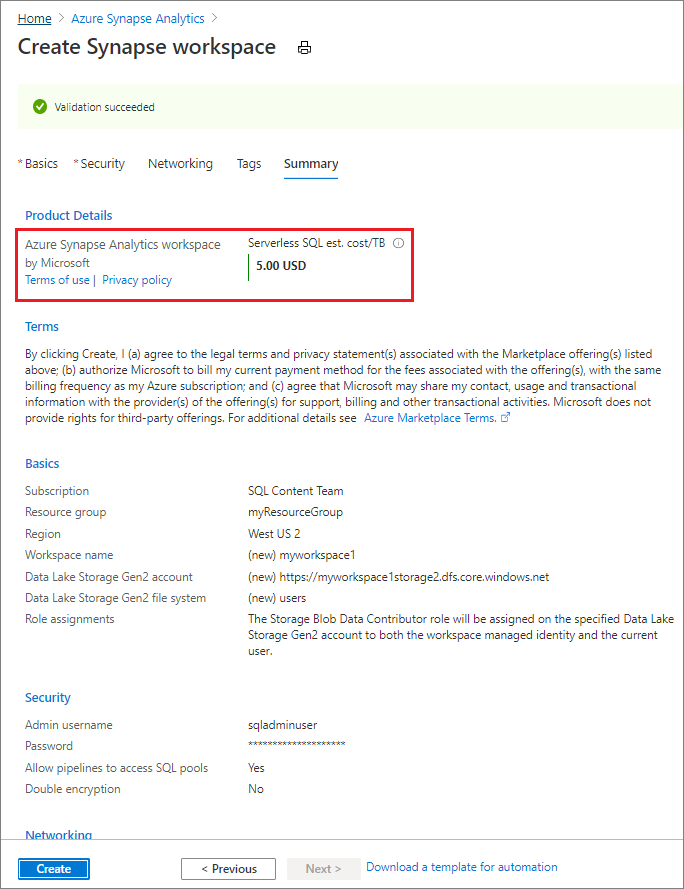 Home > Azure Synapse Analytics >
Create Synapse workspace
Validation succeeded
* Basics * Security Networking Tags Summary
Product Details
Azure Synapse Analytics workspace
by Microsoft
Terms of use | Privacy policy
Serverless SQL est. cost/TB
5.00 USD
Terms
By clicking Create, I (a) agree to the legal terms and privacy statement(s) associated with the Marketplace offering(s) listed
above; (b) authorize Microsoft to bill my current payment method for the fees associated with the offering(s), with the same
billing frequency as my Azure subscription; and (c) agree that Microsoft may share my contact, usage and transactional
information with the provider(s) of the offering(s) for support, billing and other transactional activities. Microsoft does not
provide rights for third-party offerings. For additional details see Azure Marketplace Terms.
Basics
Subscription SQL Content Team
Resource group myResourceGroup
Region West US 2
Workspace name (new) myworkspace1
Data Lake Storage Gen2 account (new) https://myworkspace1storage2.dfs.core.windows.net
Data Lake Storage Gen2 file system (new) users
Role assignments The Storage Blob Data Contributor role will be assigned on the specified Data Lake
Storage Gen2 account to both the workspace managed identity and the current
user.
Security
Admin username sqladminuser
Password ********************
Allow pipelines to access SQL pools Yes
Double encryption No
Networking
Create < Previous Next > Download a template for automation